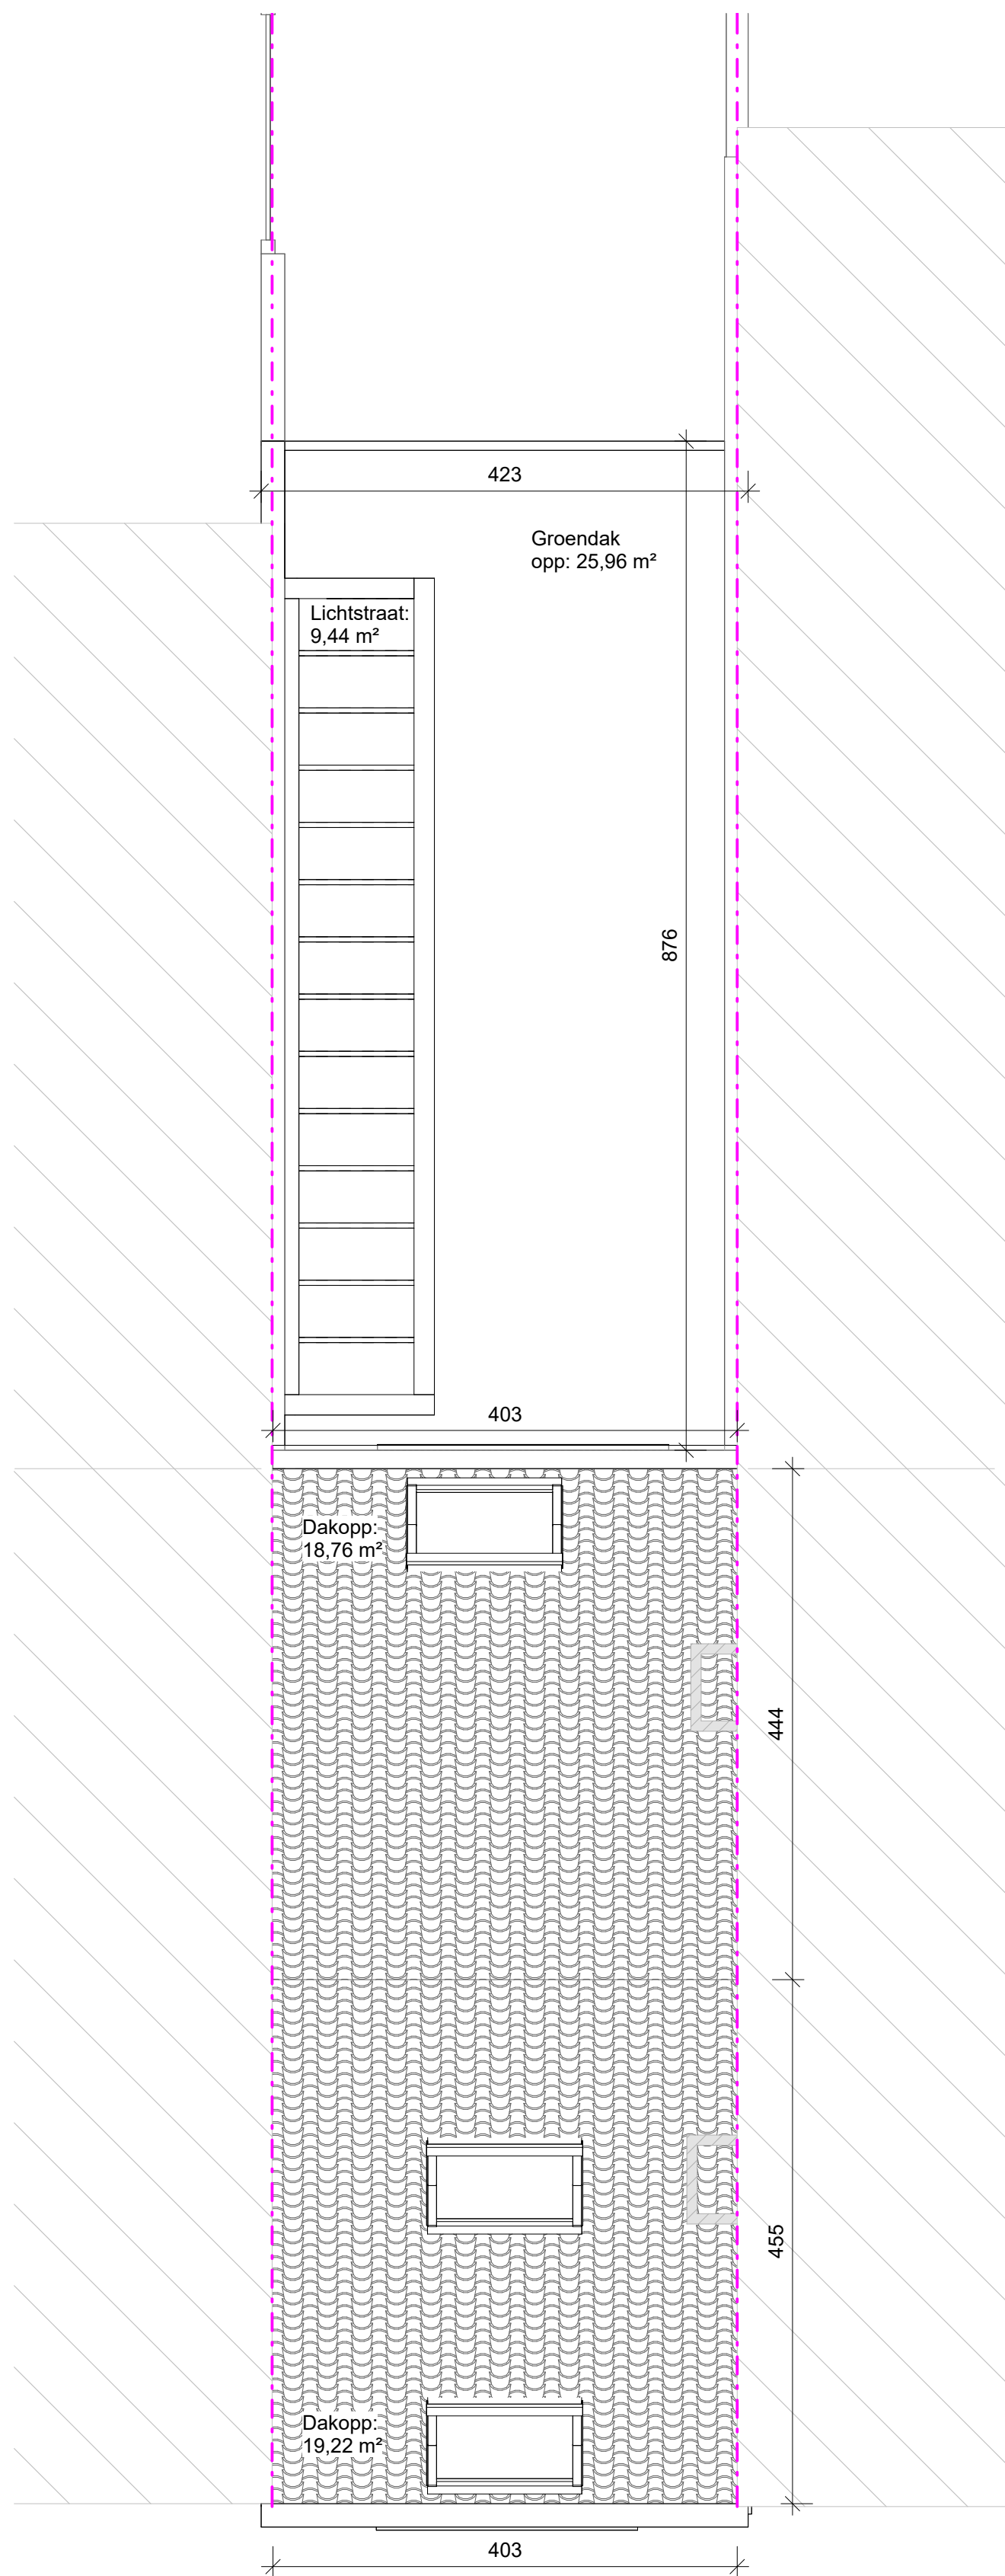 423
Groendak
opp: 25,96 m²
Lichtstraat:
9,44 m²
876
403
Dakopp:
18,76 m²
444
455
Dakopp:
19,22 m²
403